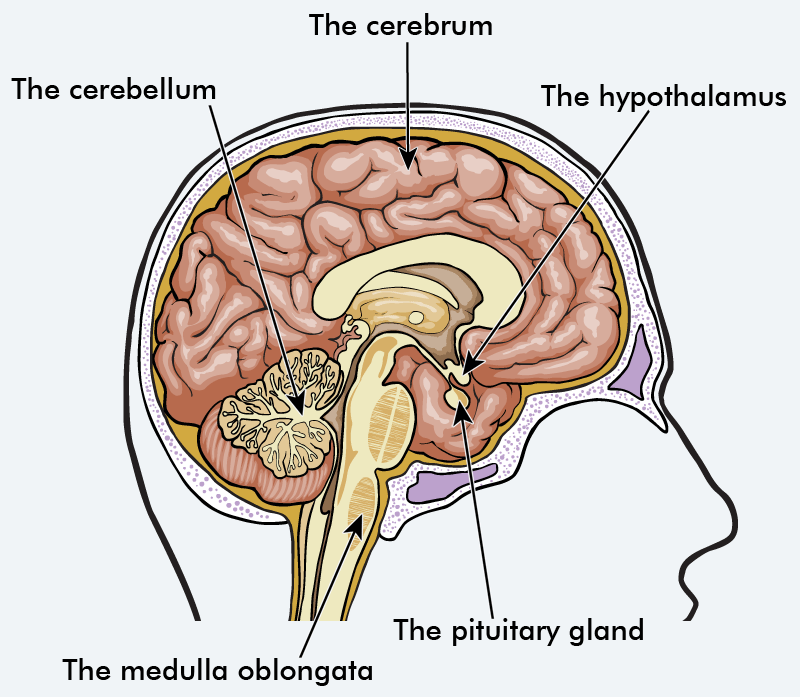 The cerebrum
The cerebellum
The hypothalamus
The pituitary gland
The medulla oblongata